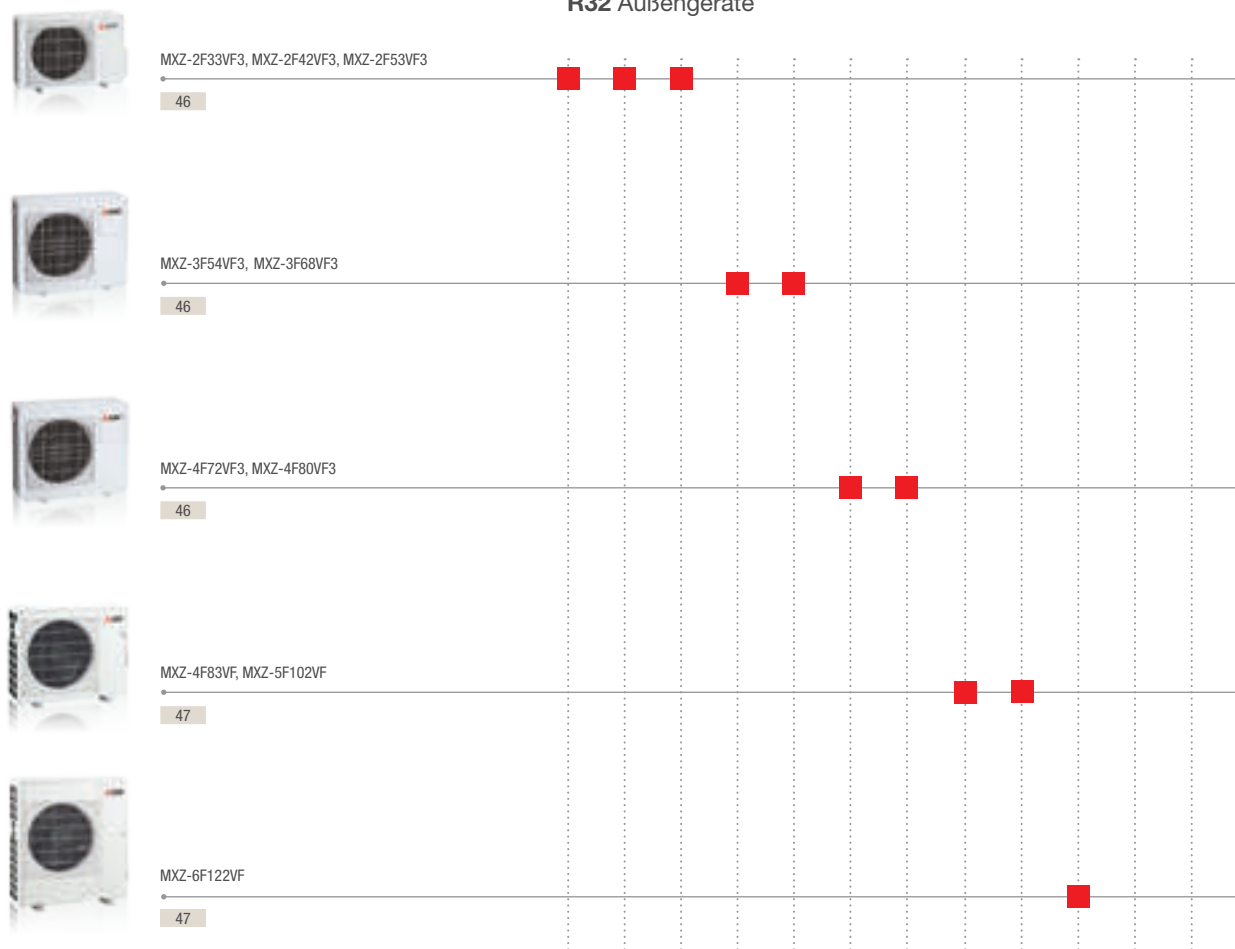 R32 Außengeräte
MXZ-2F33VF3, MXZ-2F42VF3, MXZ-2F53VF3
46
MXZ-3F54VF3, MXZ-3F68VF3
46
MXZ-4F72VF3, MXZ-4F80VF3
46
MXZ-4F83VF, MXZ-5F102VF
47
MXZ-6F122VF
47